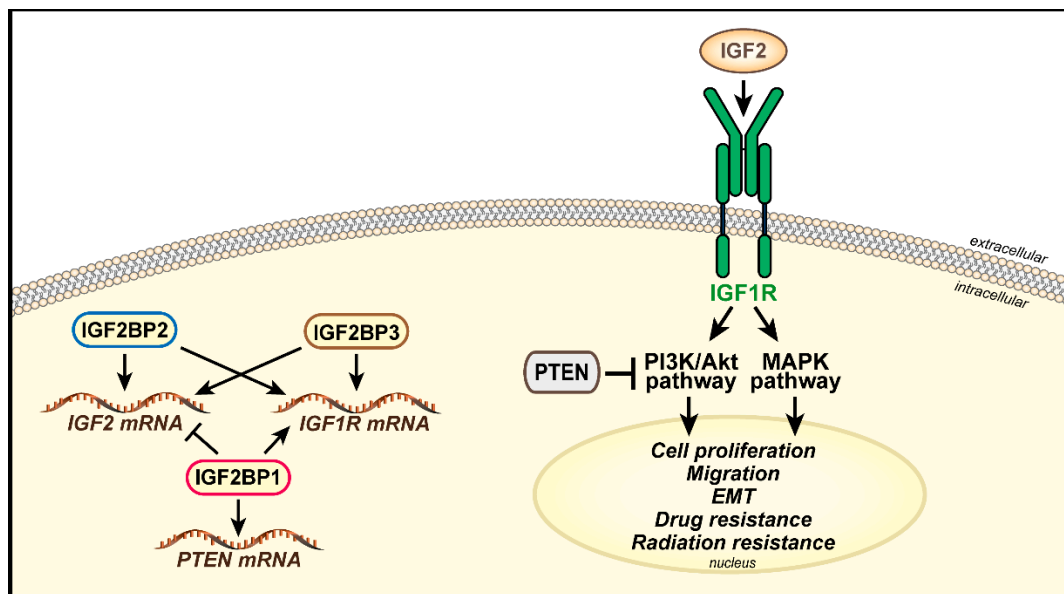 IGF2
extracellular
intracellular
IGF1R
IGF2BP2
IGF2BP3
IGF2 mRNA
IGF1R mRNA
IGF2BP1
PTEN mRNA
PTEN
PI3K/Akt
pathway
MAPK
pathway
Cell proliferation
Migration
EMT
Drug resistance
Radiation resistance
nucleus